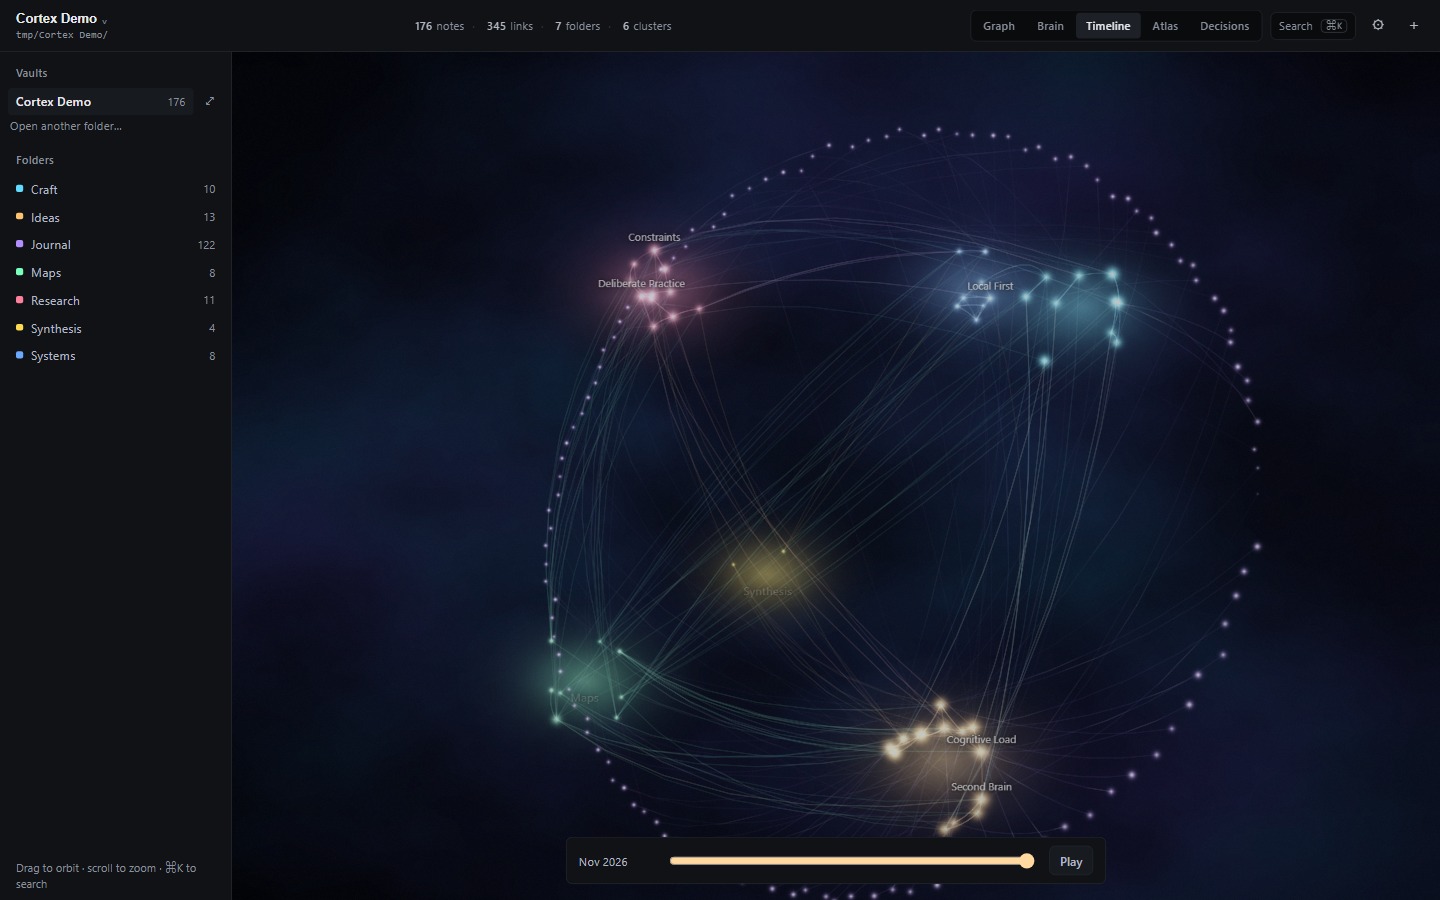 Cortex Demo v
tmp/Cortex Demo/
176 notes · 345 links · 7 folders · 6 clusters
Graph Brain Timeline Atlas Decisions
Search ⌘K
⚙ +
Vaults
Cortex Demo 176 ⤢
Open another folder...
Folders
Craft 10
Ideas 13
Journal 122
Maps 8
Research 11
Synthesis 4
Systems 8
Constraints
Deliberate Practice
Local First
Synthesis
Maps
Cognitive Load
Second Brain
Nov 2026 Play
Drag to orbit · scroll to zoom · ⌘K to
search